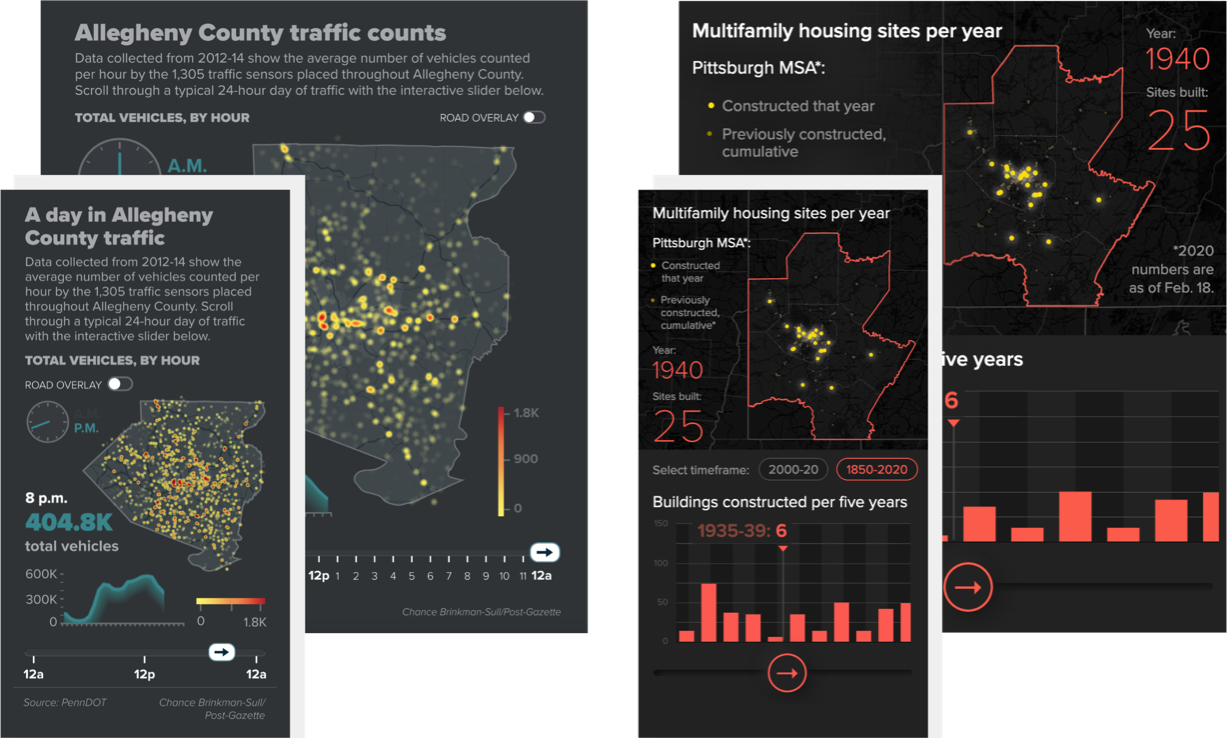 Allegheny County traffic counts
Data collected from 2012-14 show the average number of vehicles counted
per hour by the 1,305 traffic sensors placed throughout Allegheny County.
Scroll through a typical 24-hour day of traffic with the interactive slider below.
TOTAL VEHICLES, BY HOUR
ROAD OVERLAY
A.M.
1.8K
900
0
12p 1 2 3 4 5 6 7 8 9 10 11 12a
Chance Brinkman-Sull/Post-Gazette
A day in Allegheny
County traffic
Data collected from 2012-14 show the
average number of vehicles counted per
hour by the 1,305 traffic sensors placed
throughout Allegheny County. Scroll
through a typical 24-hour day of traffic
with the interactive slider below.
TOTAL VEHICLES, BY HOUR
ROAD OVERLAY
A.M.
P.M.
8 p.m.
404.8K
total vehicles
600K
300K
0
0 1.8K
12a 12p 12a
Source: PennDOT
Chance Brinkman-Sull/
Post-Gazette
Multifamily housing sites per year
Pittsburgh MSA*:
Constructed that year
Previously constructed,
cumulative
Year:
1940
Sites built:
25
*2020
numbers are
as of Feb. 18.
ive years
6
Multifamily housing sites per year
Pittsburgh MSA*:
Constructed
that year
Previously
constructed,
cumulative*
Year:
1940
Sites built:
25
Select timeframe: 2000-20 1850-2020
Buildings constructed per five years
150
1935-39: 6
100
50
0